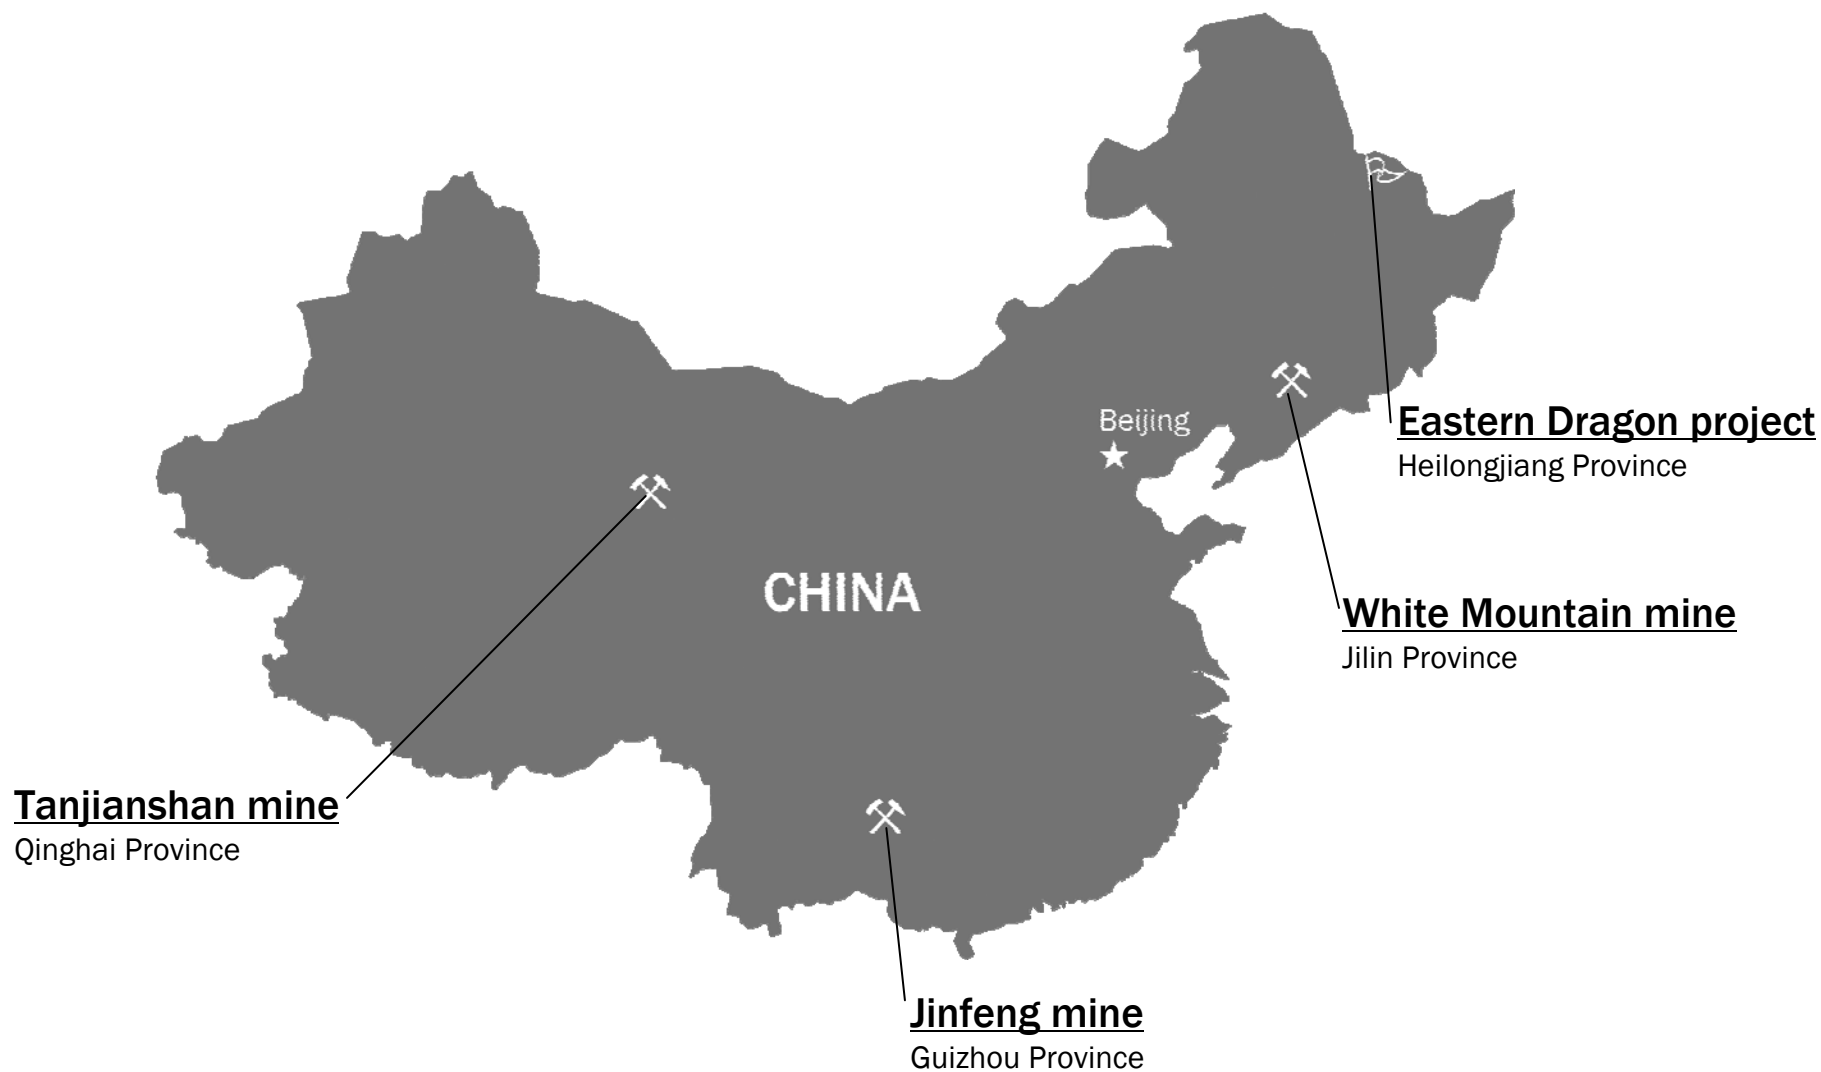 Beijing
Eastern Dragon project
Heilongjiang Province
CHINA
White Mountain mine
Jilin Province
Tanjianshan mine
Qinghai Province
Jinfeng mine
Guizhou Province